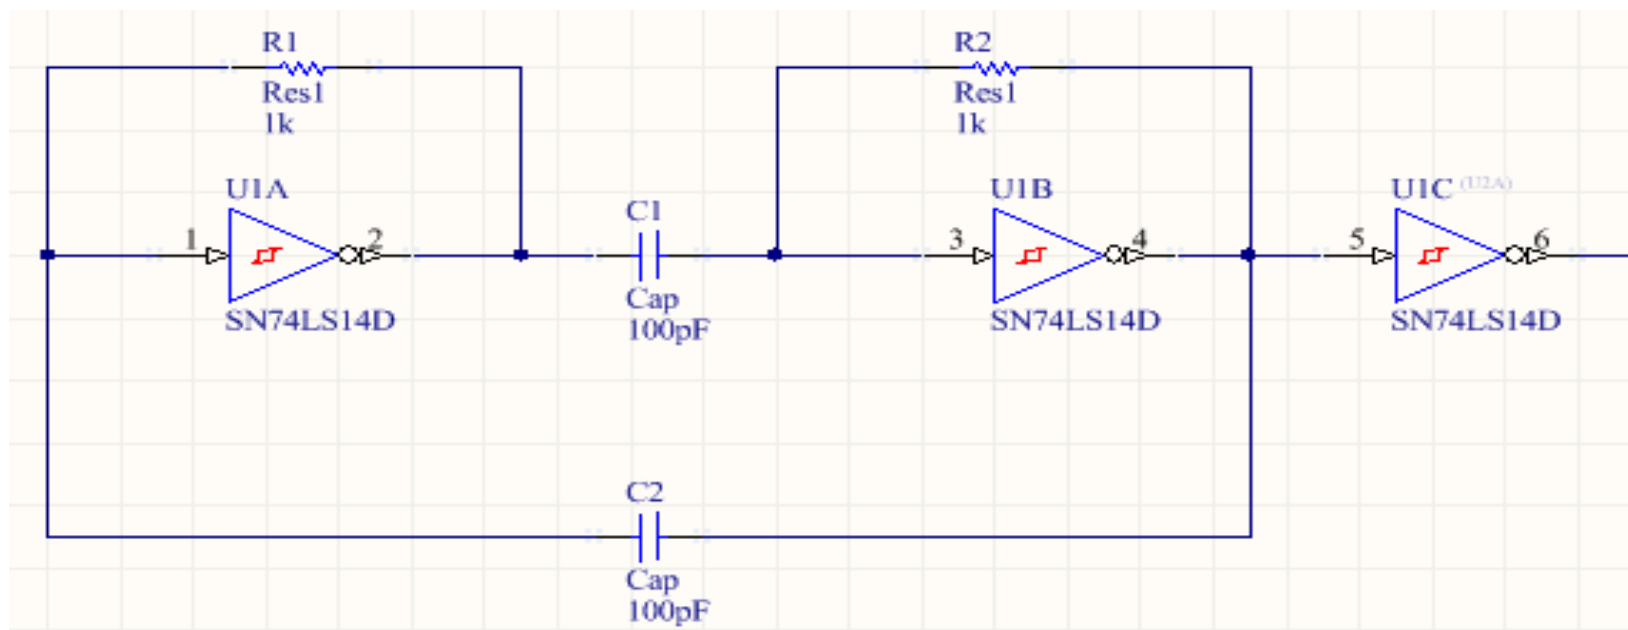 R1
Res1
1k
R2
Res1
1k
U1A
1
2
SN74LS14D
C1
Cap
100pF
U1B
3
4
SN74LS14D
U1C (U2A)
5
6
SN74LS14D
C2
Cap
100pF